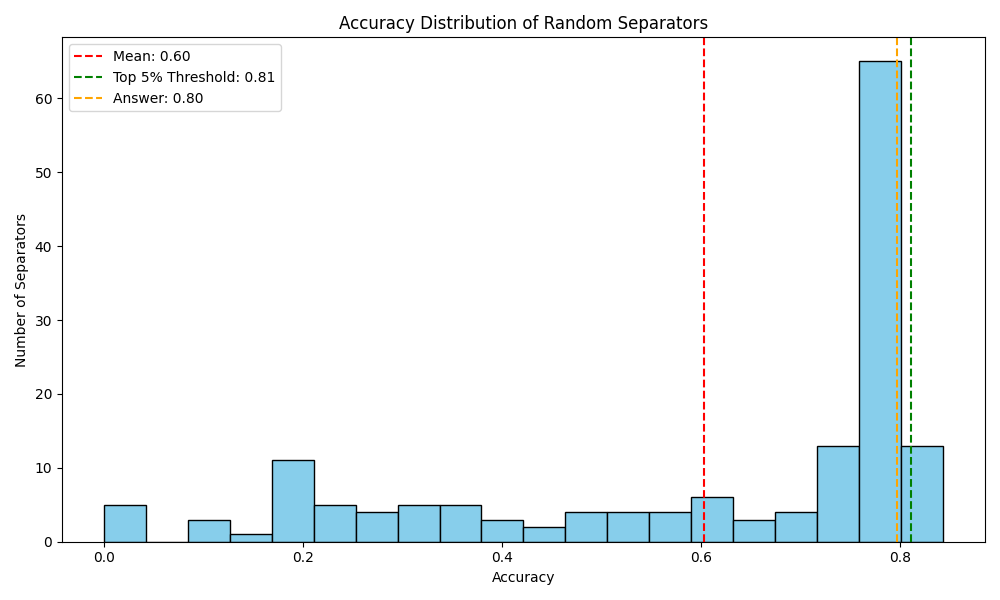 Accuracy Distribution of Random Separators
Mean: 0.60
Top 5% Threshold: 0.81
Answer: 0.80
Number of Separators
60
50
40
30
20
10
0
0.0
0.2
0.4
0.6
0.8
Accuracy